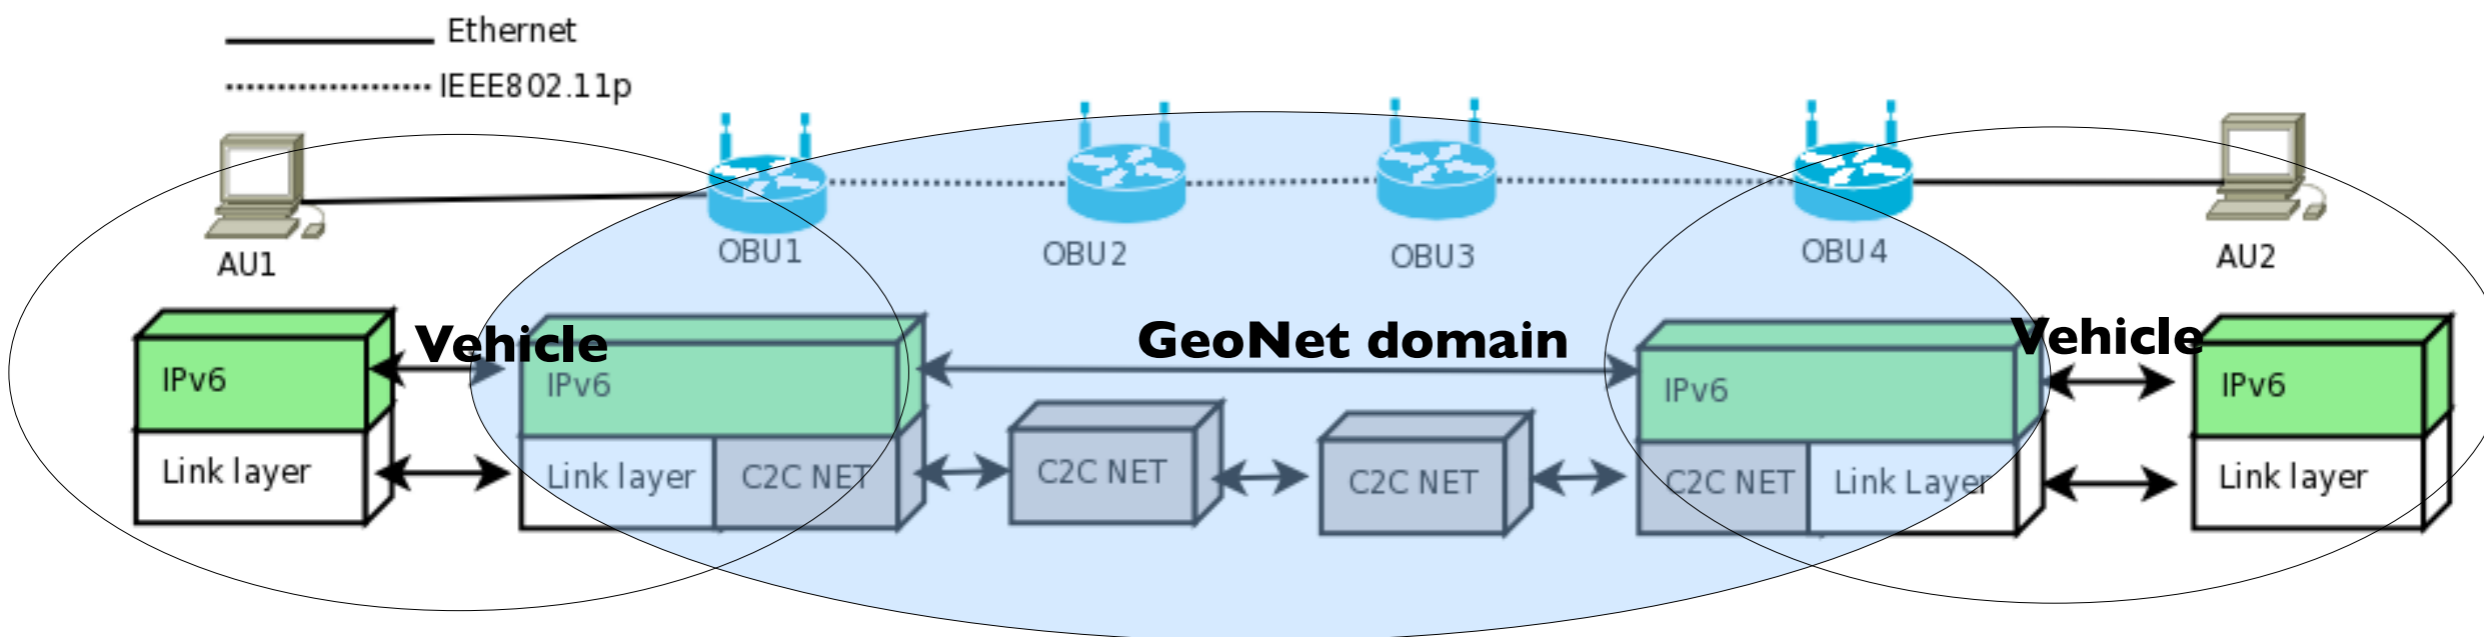 Ethernet
IEEE802.11p
AU1
OBU1
OBU2
OBU3
OBU4
AU2
Vehicle
GeoNet domain
Vehicle
IPv6
IPv6
IPv6
IPv6
Link layer
Link layer
C2C NET
C2C NET
C2C NET
C2C NET
Link Layer
Link layer